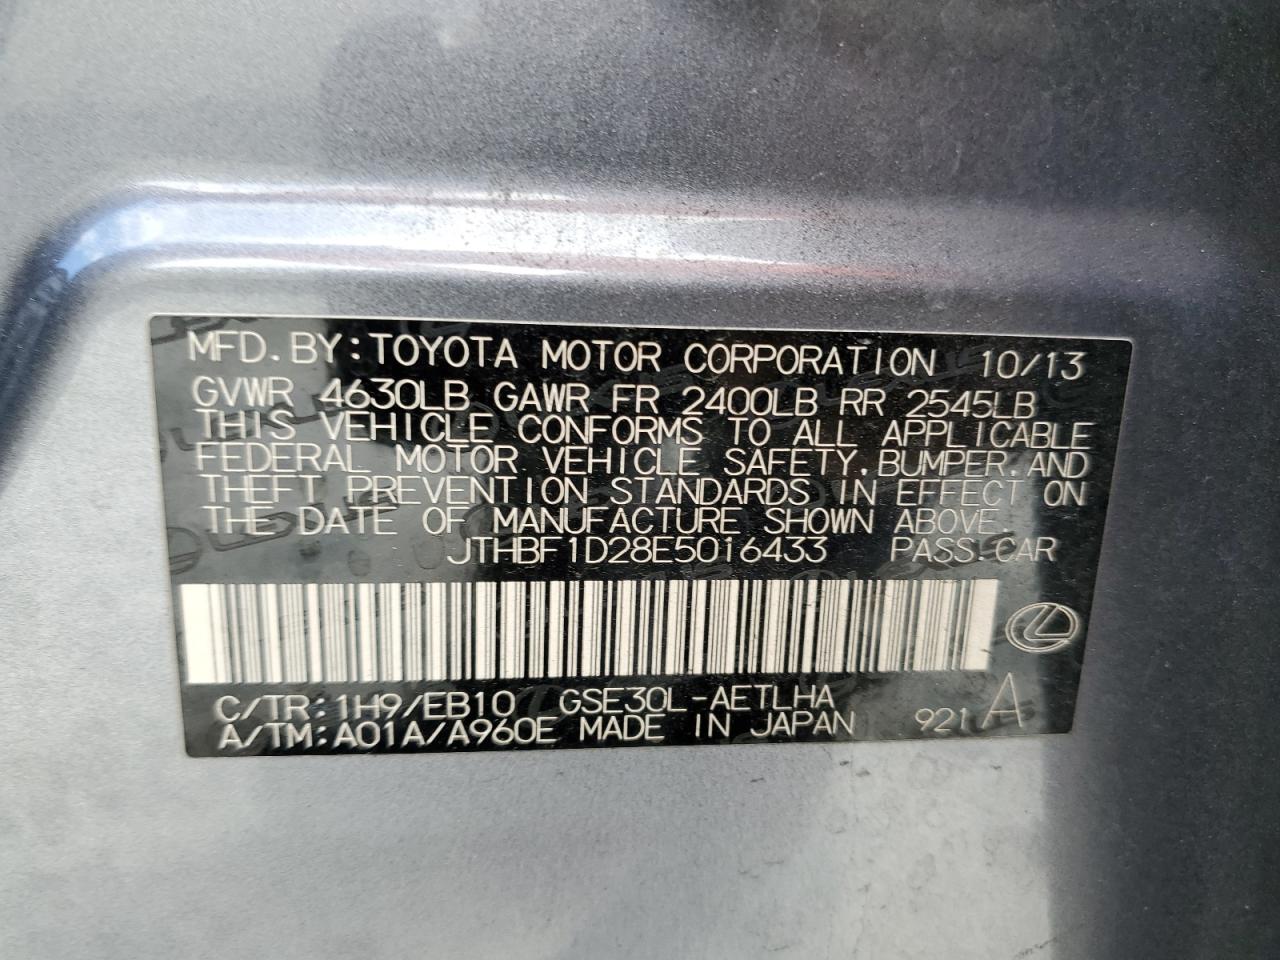 MFD. BY: TOYOTA MOTOR CORPORATION 10/13
GVWR 4630LB GAWR FR 2400LB RR 2545LB
THIS VEHICLE CONFORMS TO ALL APPLICABLE
FEDERAL MOTOR VEHICLE SAFETY, BUMPER, AND
THEFT PREVENTION STANDARDS IN EFFECT ON
THE DATE OF MANUFACTURE SHOWN ABOVE.
JTHBF1D28E5016433 PASS. CAR
C/TR: 1H9/EB10 GSE30L-AETLHA
A/TM: A01A/A960E MADE IN JAPAN 921 A